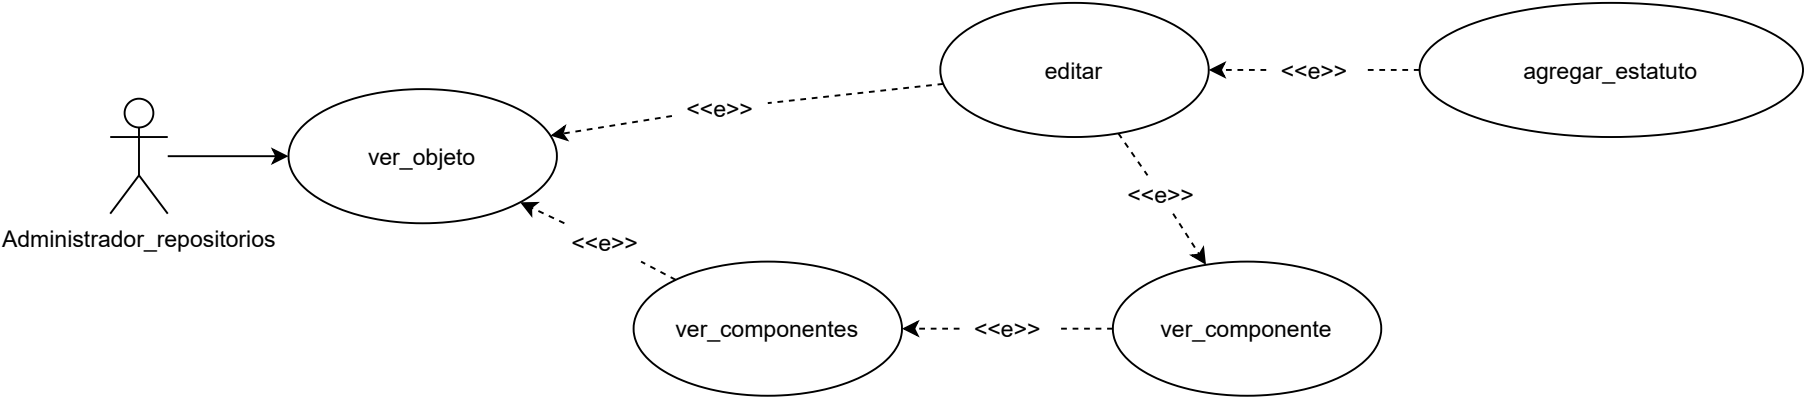 editar
<<e>>
agregar_estatuto
<<e>>
ver_objeto
<<e>>
Administrador_repositorios
<<e>>
ver_componentes
<<e>>
ver_componente